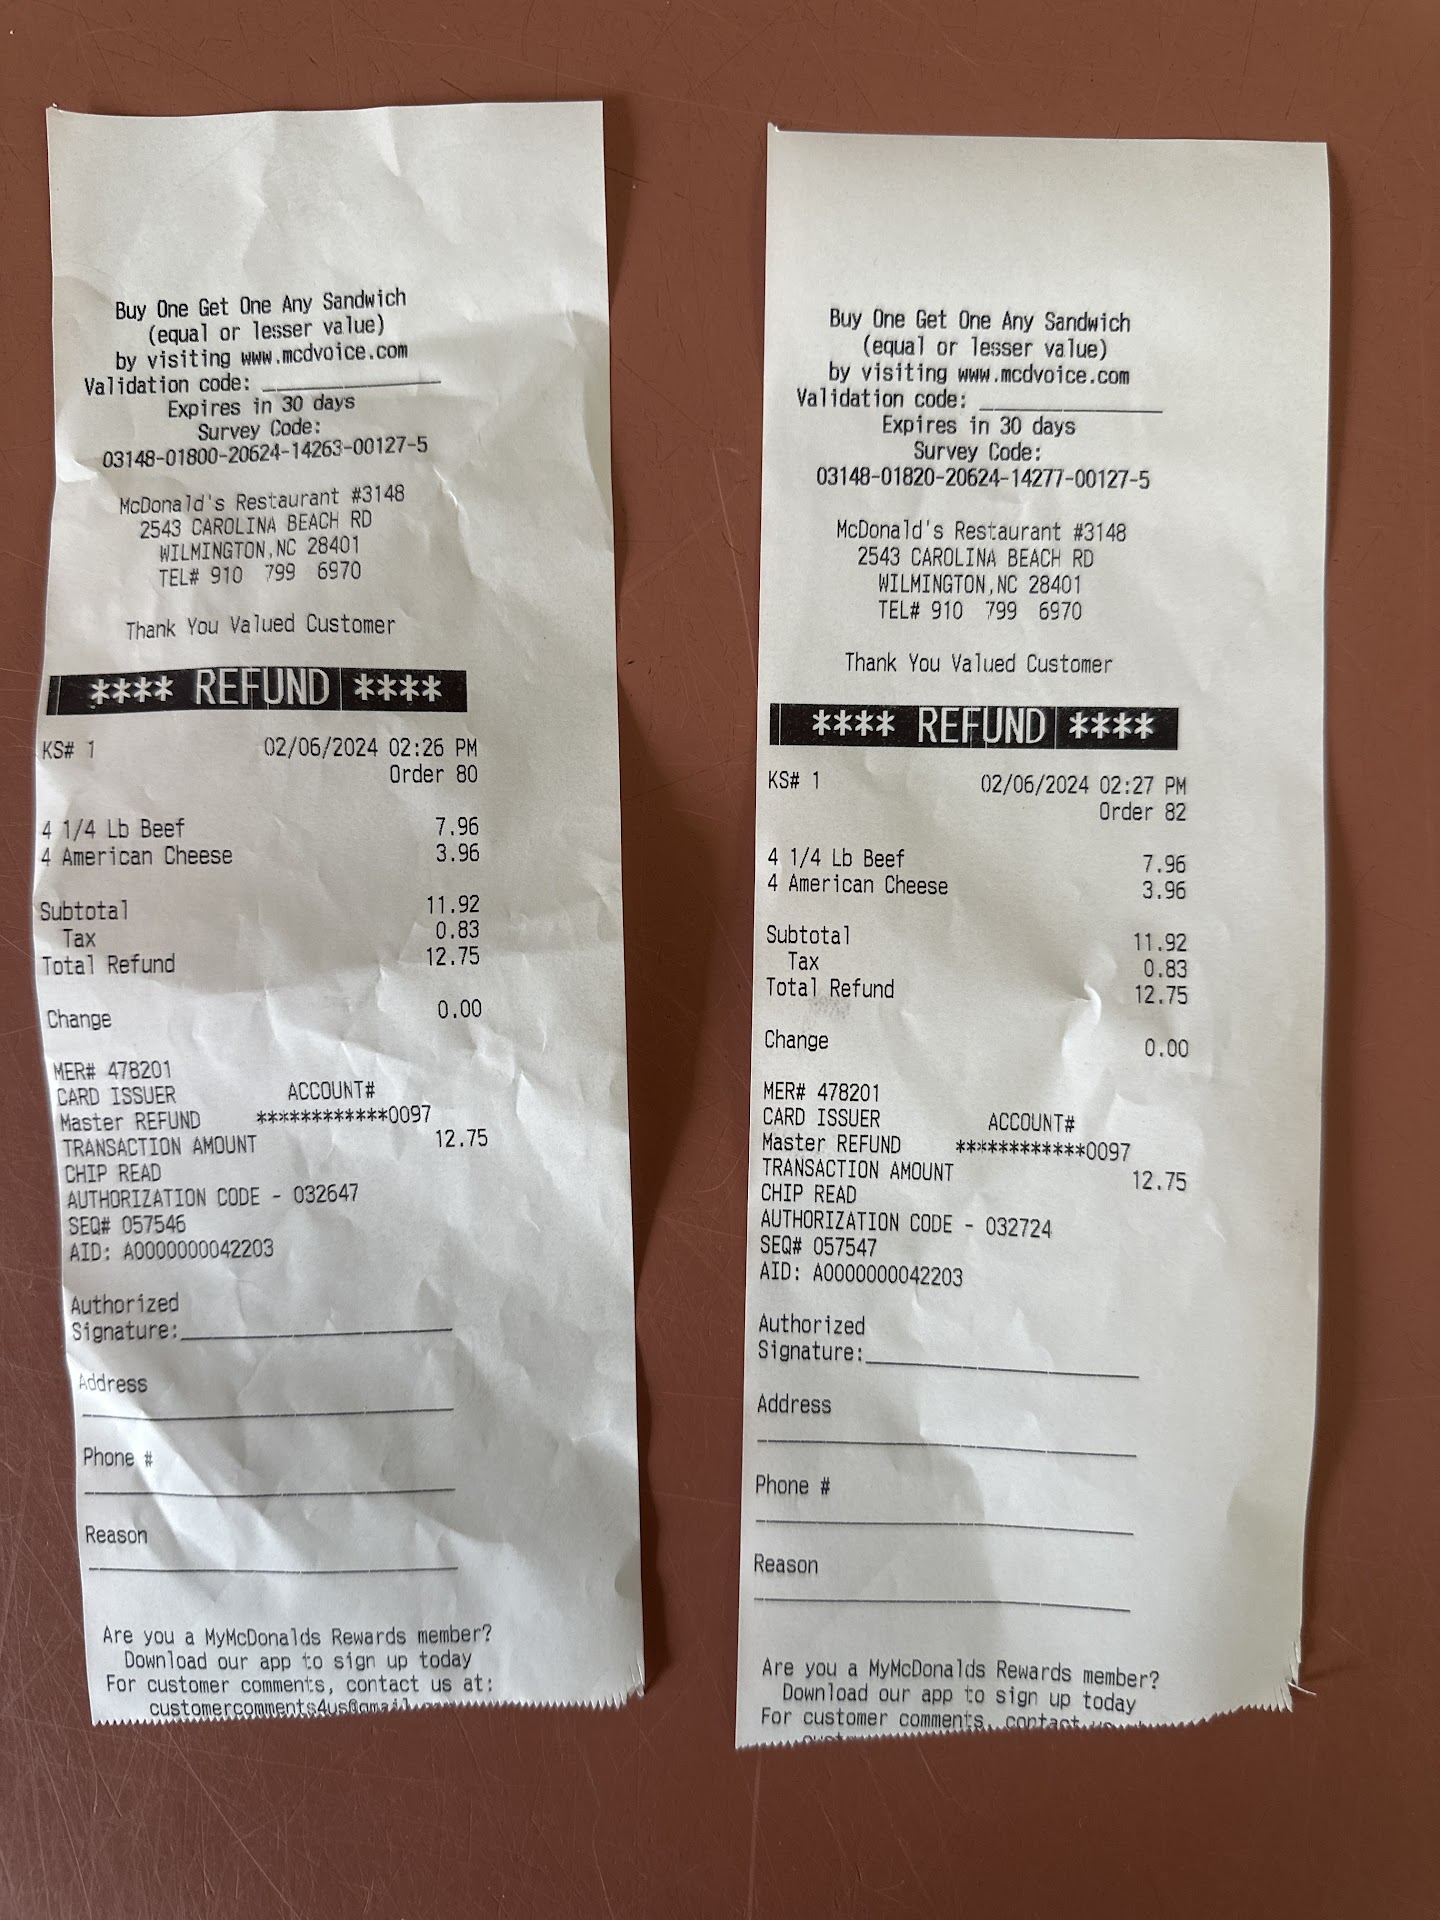 Buy One Get One Any Sandwich
(equal or lesser value)
by visiting www.mcdvoice.com
Validation code: ____________
Expires in 30 days
Survey Code:
03148-01800-20624-14263-00127-5
McDonald's Restaurant #3148
2543 CAROLINA BEACH RD
WILMINGTON,NC 28401
TEL# 910 799 6970
Thank You Valued Customer
**** REFUND ****
KS# 1 02/06/2024 02:26 PM
Order 80
4 1/4 Lb Beef 7.96
4 American Cheese 3.96
Subtotal 11.92
Tax 0.83
Total Refund 12.75
Change 0.00
MER# 478201
CARD ISSUER ACCOUNT#
Master REFUND ************0097
TRANSACTION AMOUNT 12.75
CHIP READ
AUTHORIZATION CODE - 032647
SEQ# 057546
AID: A0000000042203
Authorized
Signature:____________
Address
Phone #
Reason
Are you a MyMcDonalds Rewards member?
Download our app to sign up today
For customer comments, contact us at:
customercomments4us@gmail
Buy One Get One Any Sandwich
(equal or lesser value)
by visiting www.mcdvoice.com
Validation code: ____________
Expires in 30 days
Survey Code:
03148-01820-20624-14277-00127-5
McDonald's Restaurant #3148
2543 CAROLINA BEACH RD
WILMINGTON,NC 28401
TEL# 910 799 6970
Thank You Valued Customer
**** REFUND ****
KS# 1 02/06/2024 02:27 PM
Order 82
4 1/4 Lb Beef 7.96
4 American Cheese 3.96
Subtotal 11.92
Tax 0.83
Total Refund 12.75
Change 0.00
MER# 478201
CARD ISSUER ACCOUNT#
Master REFUND ************0097
TRANSACTION AMOUNT 12.75
CHIP READ
AUTHORIZATION CODE - 032724
SEQ# 057547
AID: A0000000042203
Authorized
Signature:____________
Address
Phone #
Reason
Are you a MyMcDonalds Rewards member?
Download our app to sign up today
For customer comments, contact